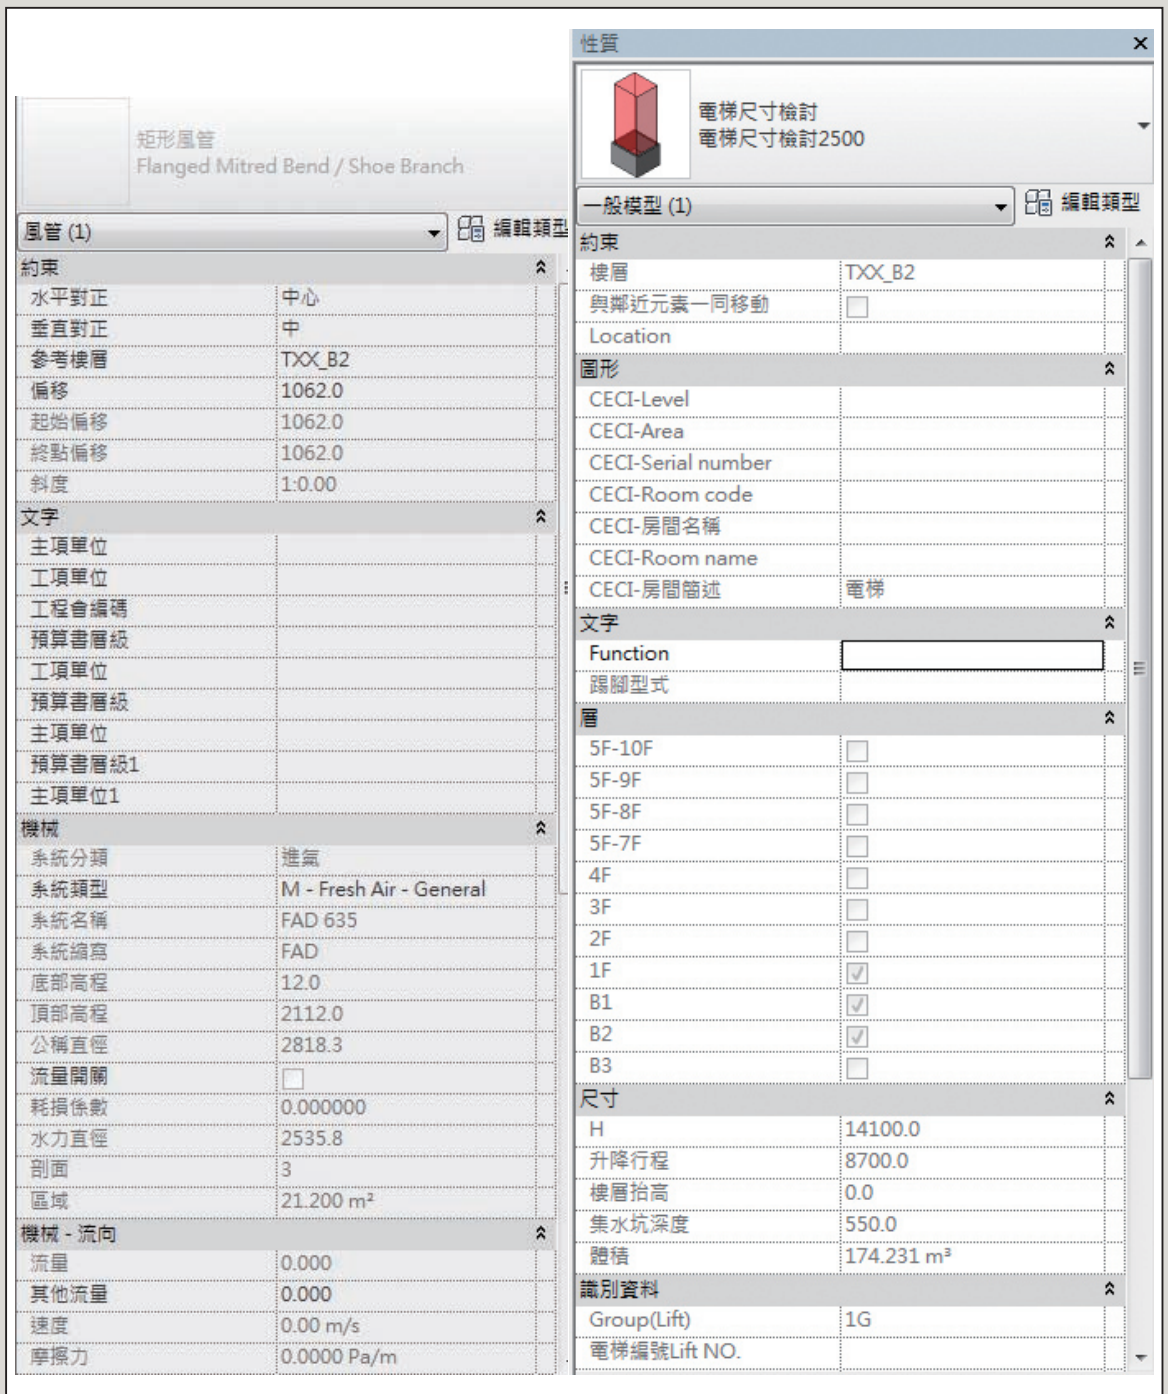 矩形風管
Flanged Mitred Bend / Shoe Branch
風管 (1)
編輯類型
約束
水平對正 中心
垂直對正 中
參考樓層 TXX_B2
偏移 1062.0
起始偏移 1062.0
終點偏移 1062.0
斜度 1:0.00
文字
主項單位
工項單位
工程會編碼
預算書層級
工項單位
預算書層級
主項單位
預算書層級1
主項單位1
機械
系統分類 進氣
系統類型 M - Fresh Air - General
系統名稱 FAD 635
系統縮寫 FAD
底部高程 12.0
頂部高程 2112.0
公稱直徑 2818.3
流量開關
耗損係數 0.000000
水力直徑 2535.8
剖面 3
區域 21.200 m²
機械 - 流向
流量 0.000
其他流量 0.000
速度 0.00 m/s
摩擦力 0.0000 Pa/m
性質
電梯尺寸檢討
電梯尺寸檢討2500
一般模型 (1)
編輯類型
約束
樓層 TXX_B2
與鄰近元素一同移動
Location
圖形
CECI-Level
CECI-Area
CECI-Serial number
CECI-Room code
CECI-房間名稱
CECI-Room name
CECI-房間簡述 電梯
文字
Function
踢腳型式
層
5F-10F
5F-9F
5F-8F
5F-7F
4F
3F
2F
1F
B1
B2
B3
尺寸
H 14100.0
升降行程 8700.0
樓層抬高 0.0
集水坑深度 550.0
體積 174.231 m³
識別資料
Group(Lift) 1G
電梯編號Lift NO.